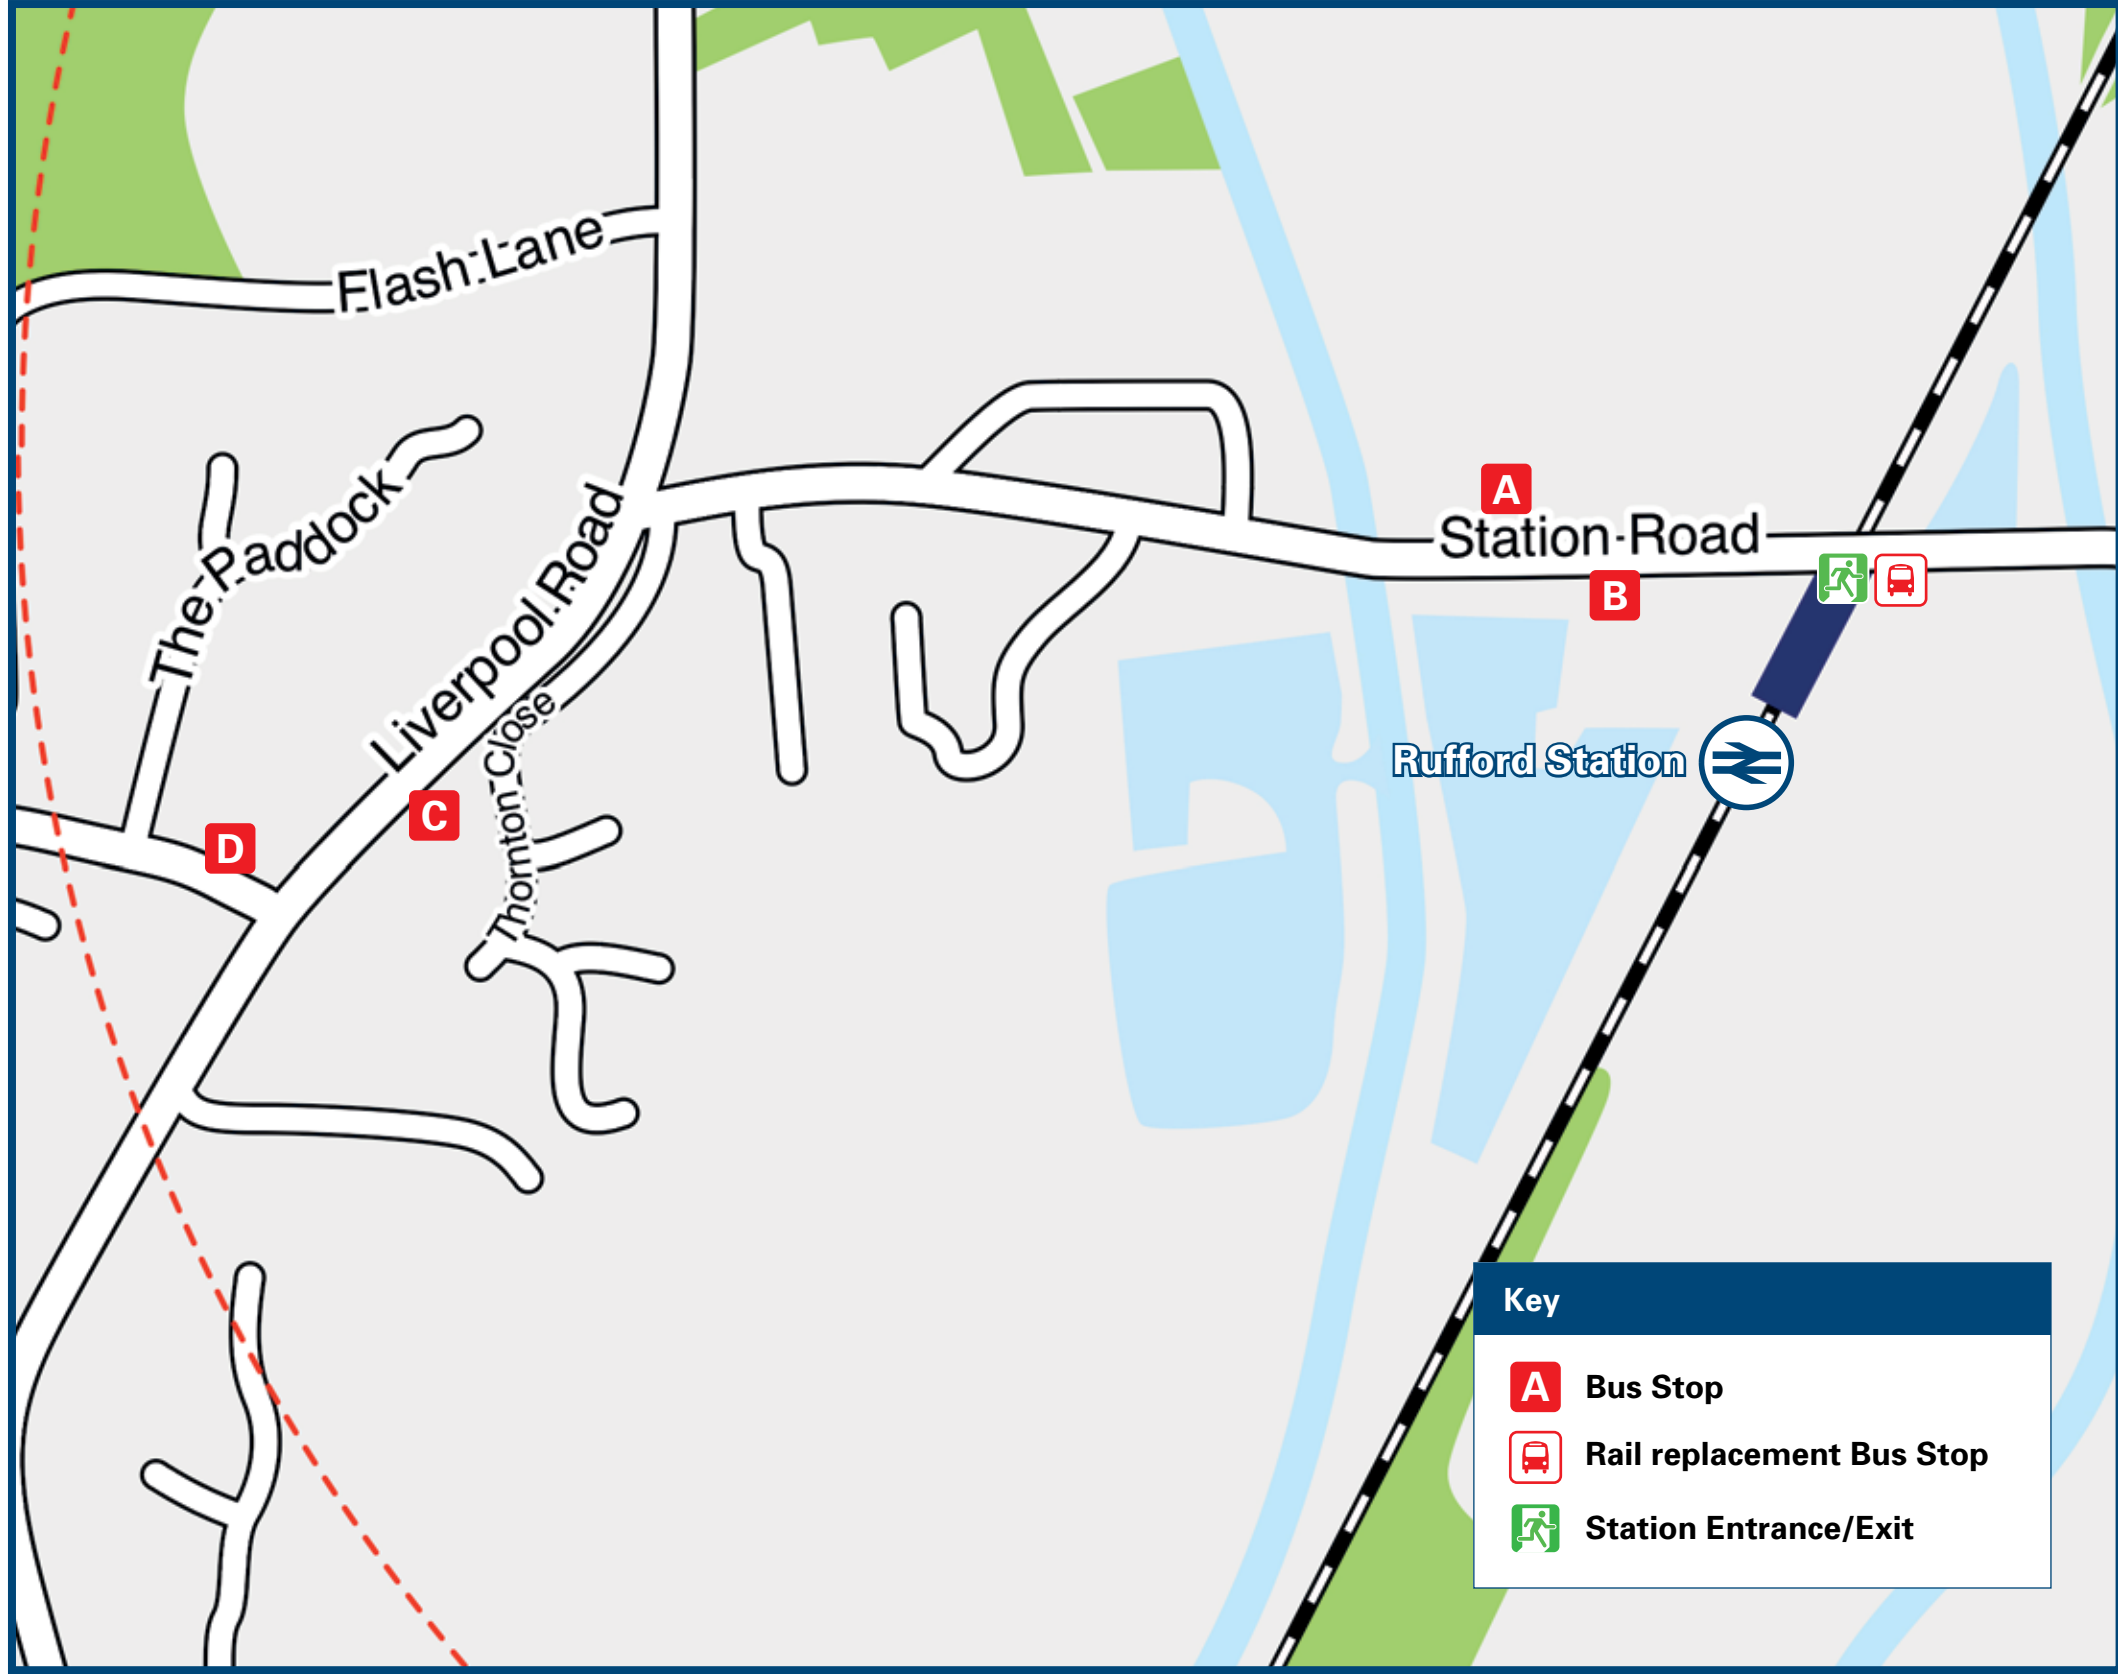 Flash Lane
The Paddock
Liverpool Road
A
Station Road
B
Thornton Close
Rufford Station
C
D
Key
A Bus Stop
Rail replacement Bus Stop
Station Entrance/Exit